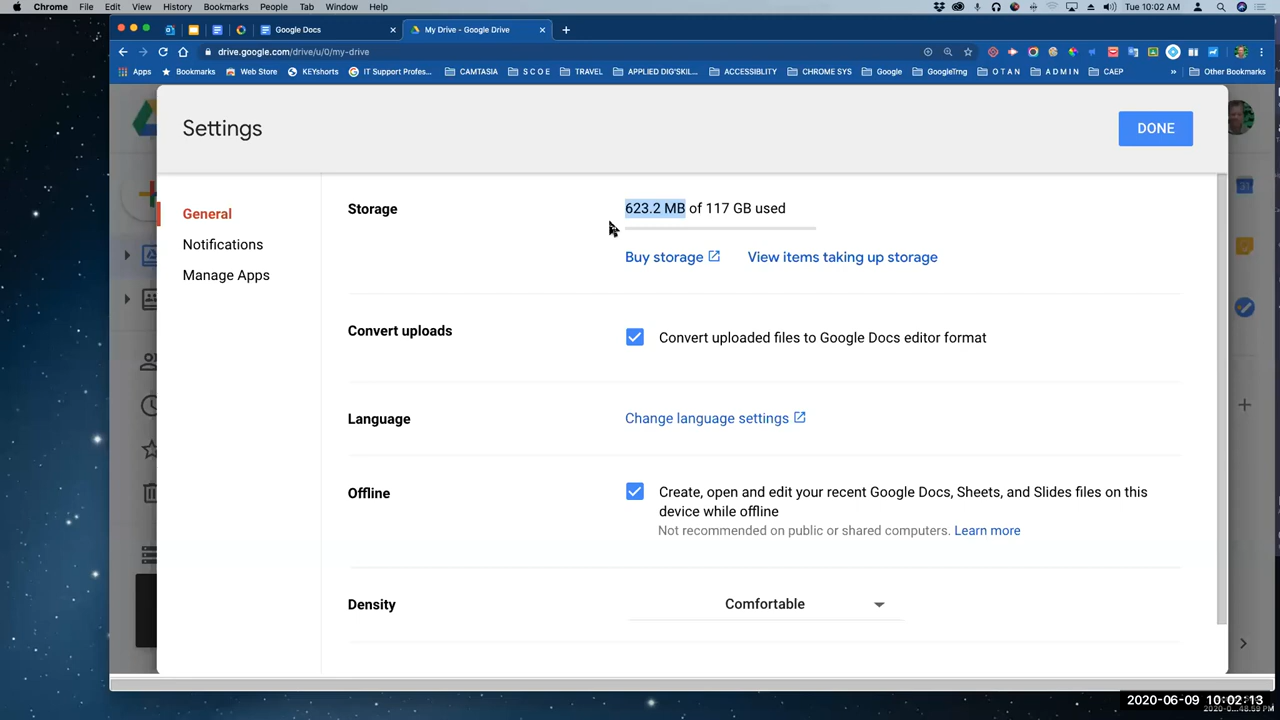 Chrome File Edit View History Bookmarks People Tab Window Help Tue 10:02 AM
Google Docs × My Drive - Google Drive × +
drive.google.com/drive/u/0/my-drive
Apps Bookmarks Web Store KEYshorts IT Support Profes... CAMTASIA S C O E TRAVEL APPLIED DIG'SKIL... ACCESSIBLITY CHROME SYS Google GoogleTrng O T A N A D M I N CAEP » Other Bookmarks
Settings
DONE
General
Notifications
Manage Apps
Storage
623.2 MB of 117 GB used
Buy storage View items taking up storage
Convert uploads
Convert uploaded files to Google Docs editor format
Language
Change language settings
Offline
Create, open and edit your recent Google Docs, Sheets, and Slides files on this
device while offline
Not recommended on public or shared computers. Learn more
Density
Comfortable
2020-06-09 10:02:13